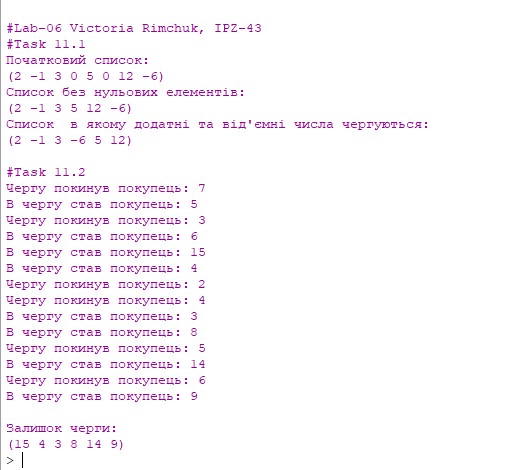 #Lab-06 Victoria Rimchuk, IPZ-43
#Task 11.1
Початковий список:
(2 -1 3 0 5 0 12 -6)
Список без нульових елементів:
(2 -1 3 5 12 -6)
Список  в якому додатні та від'ємні числа чергуються:
(2 -1 3 -6 5 12)
#Task 11.2
Чергу покинув покупець: 7
В чергу став покупець: 5
Чергу покинув покупець: 3
В чергу став покупець: 6
В чергу став покупець: 15
В чергу став покупець: 4
Чергу покинув покупець: 2
Чергу покинув покупець: 4
В чергу став покупець: 3
В чергу став покупець: 8
Чергу покинув покупець: 5
В чергу став покупець: 14
Чергу покинув покупець: 6
В чергу став покупець: 9
Залишок черги:
(15 4 3 8 14 9)
>